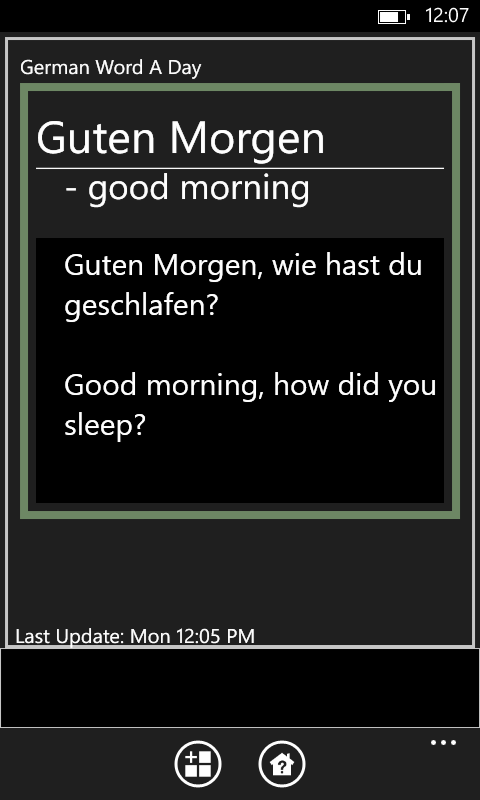 12:07
German Word A Day
Guten Morgen
- good morning
Guten Morgen, wie hast du
geschlafen?
Good morning, how did you
sleep?
Last Update: Mon 12:05 PM